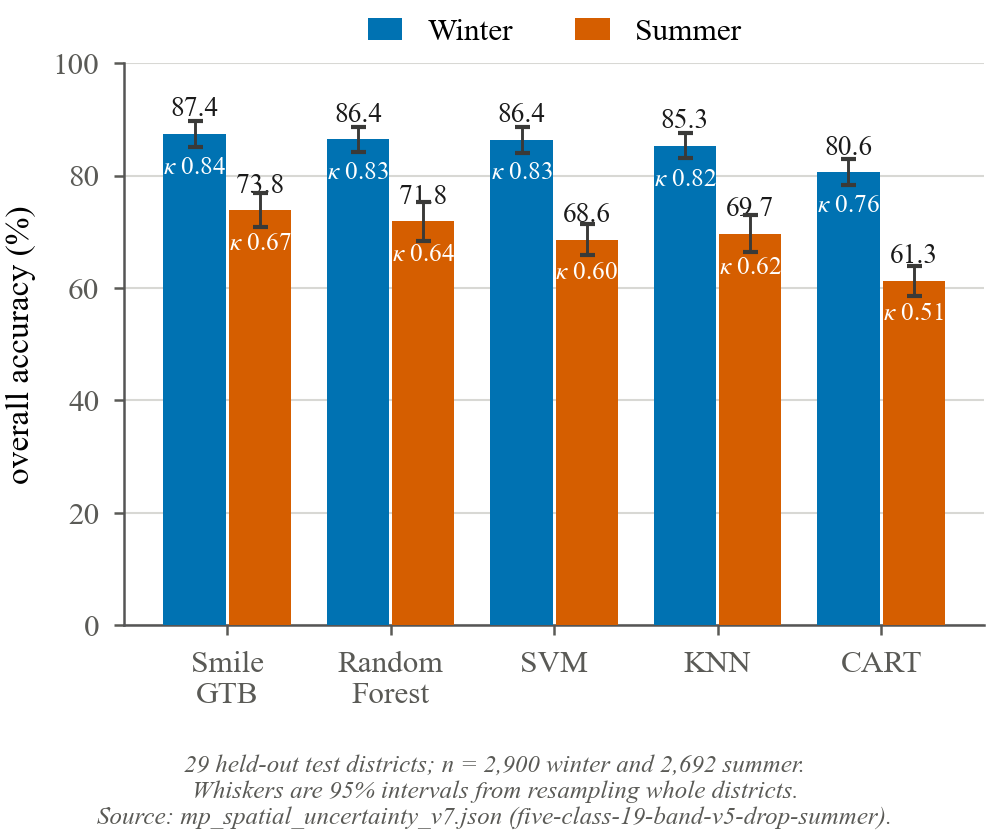 Winter Summer
overall accuracy (%)
100
80
60
40
20
0
87.4
κ 0.84
73.8
κ 0.67
86.4
κ 0.83
71.8
κ 0.64
86.4
κ 0.83
68.6
κ 0.60
85.3
κ 0.82
69.7
κ 0.62
80.6
κ 0.76
61.3
κ 0.51
Smile
GTB
Random
Forest
SVM
KNN
CART
29 held-out test districts; n = 2,900 winter and 2,692 summer.
Whiskers are 95% intervals from resampling whole districts.
Source: mp_spatial_uncertainty_v7.json (five-class-19-band-v5-drop-summer).